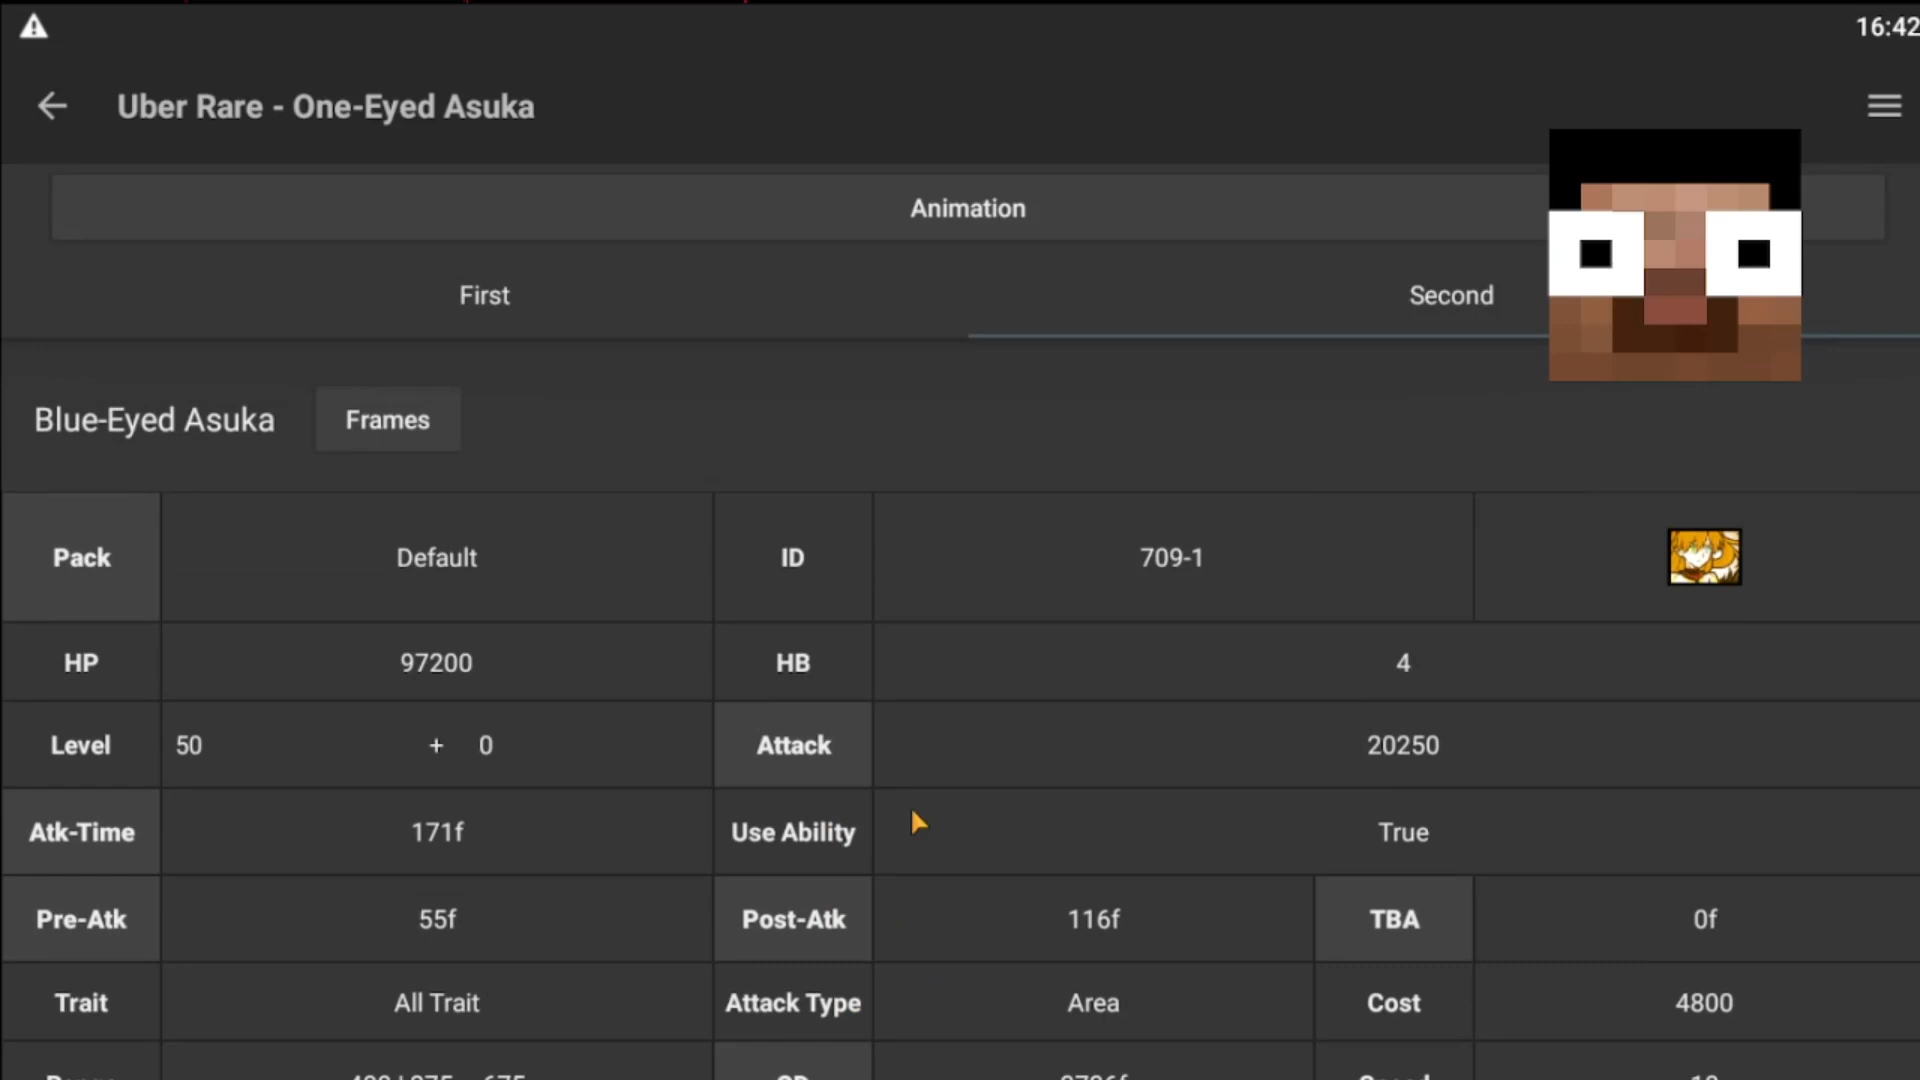 16:42
Uber Rare - One-Eyed Asuka
Animation
First Second
Blue-Eyed Asuka Frames
Pack Default ID 709-1
HP 97200 HB 4
Level 50 + 0 Attack 20250
Atk-Time 171f Use Ability True
Pre-Atk 55f Post-Atk 116f TBA 0f
Trait All Trait Attack Type Area Cost 4800